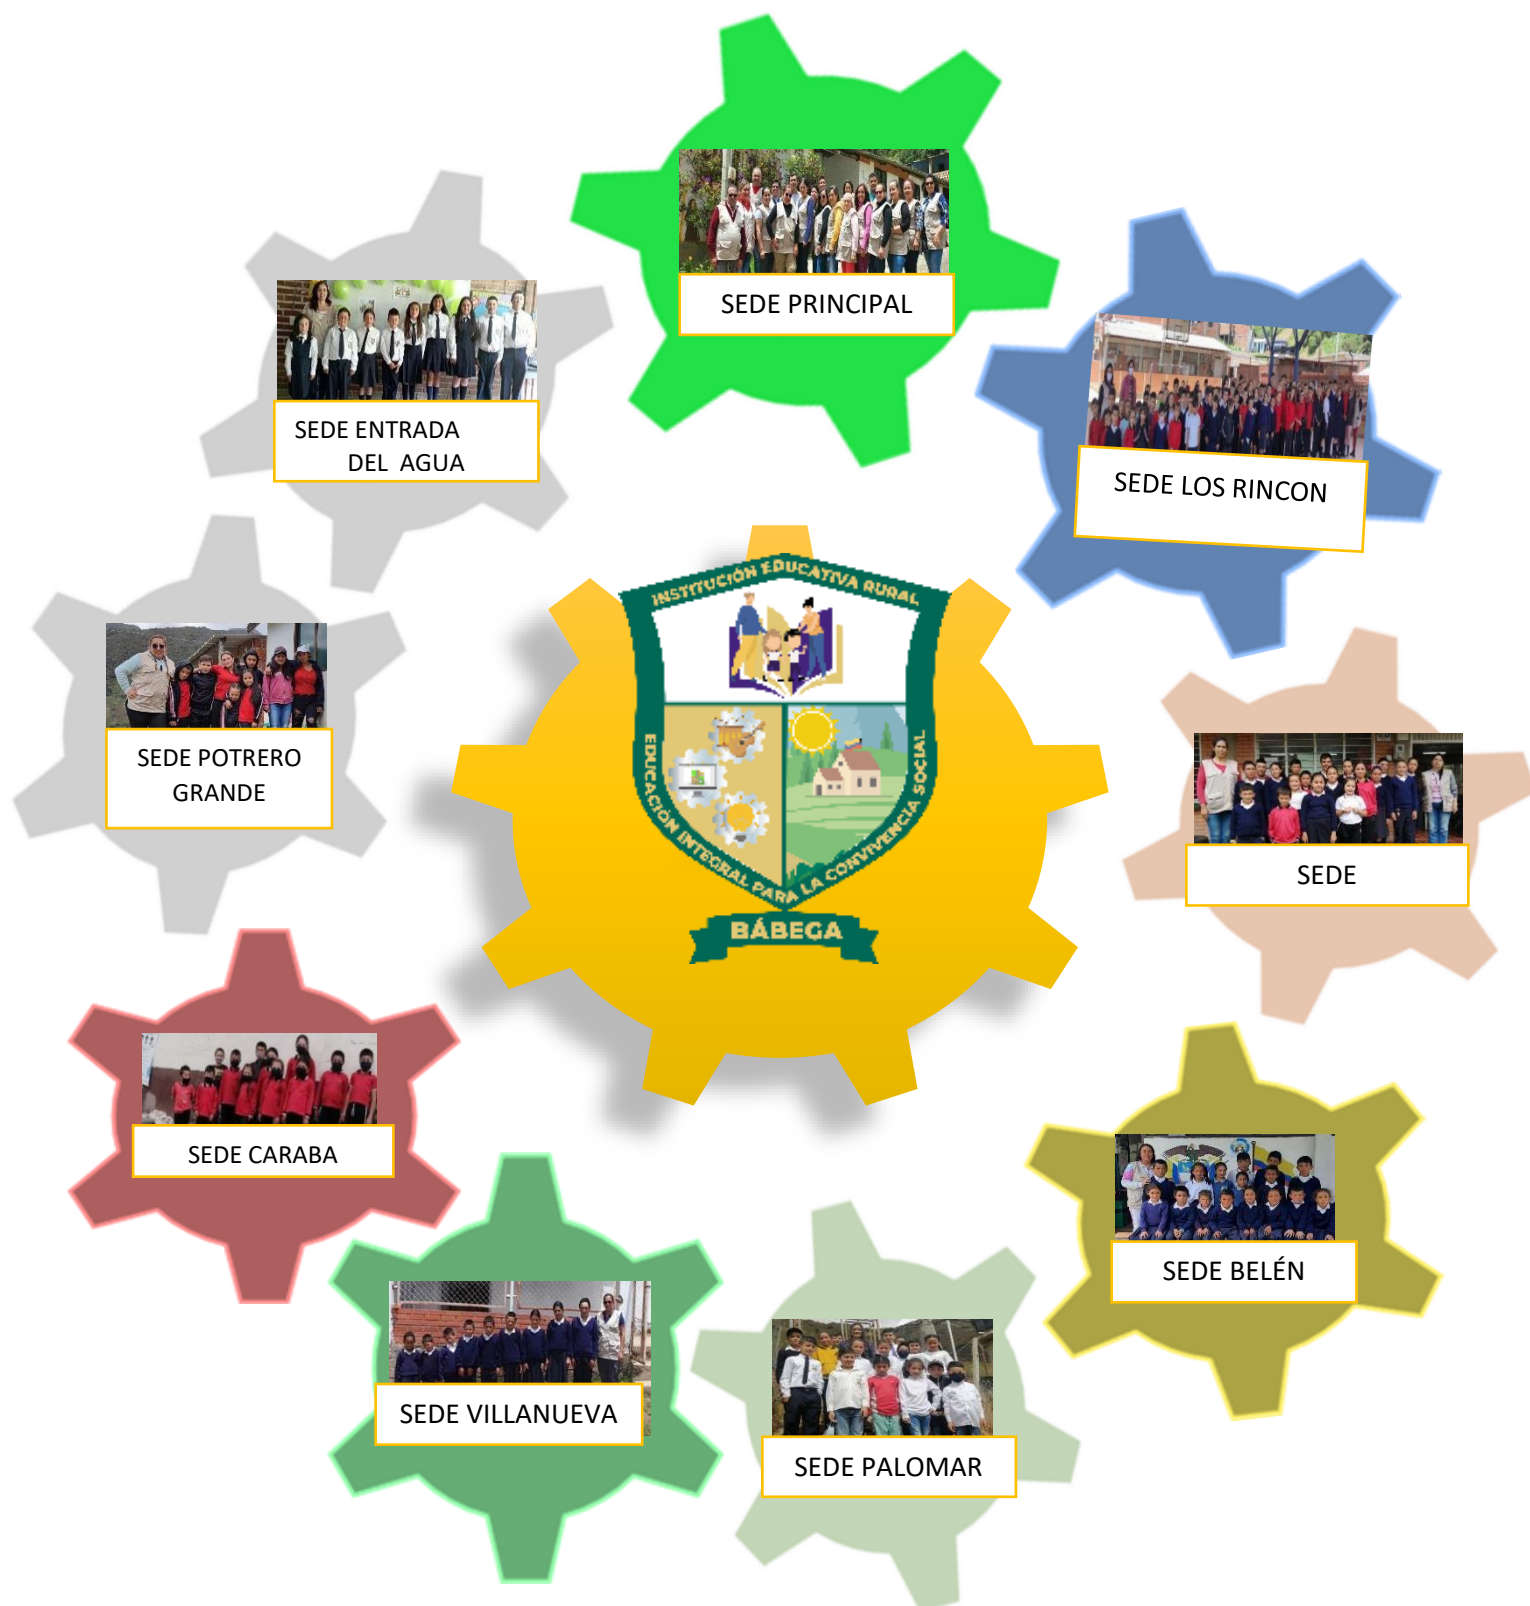 SEDE PRINCIPAL
SEDE LOS RINCON
SEDE ENTRADA
DEL AGUA
INSTITUCIÓN EDUCATIVA RURAL
EDUCACIÓN INTEGRAL PARA LA CONVIVENCIA SOCIAL
BÁBEGA
SEDE POTRERO
GRANDE
SEDE
SEDE CARABA
SEDE BELÉN
SEDE VILLANUEVA
SEDE PALOMAR